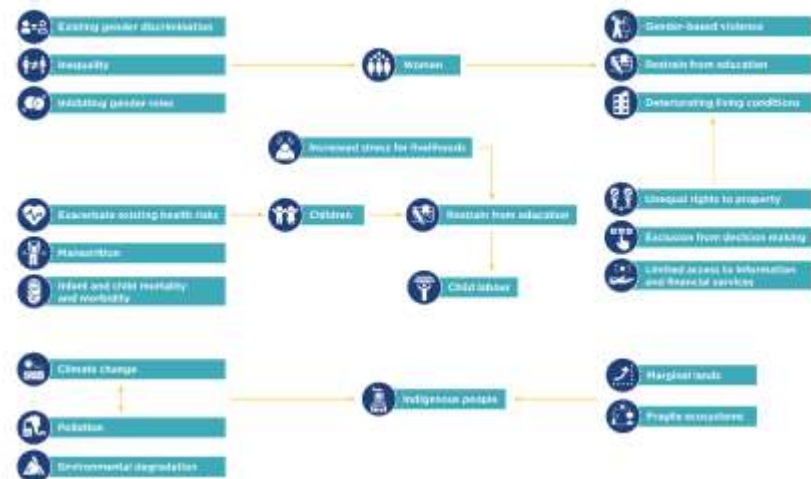 Existing gender discrimination
Inequality
Inhibiting gender roles
Women
Gender-based violence
Restrain from education
Deteriorating living conditions
Increased stress for livelihoods
Exacerbate existing health risks
Malnutrition
Infant and child mortality
and morbidity
Children
Restrain from education
Child labour
Unequal rights to property
Exclusion from decision making
Limited access to information
and financial services
Climate change
Pollution
Environmental degradation
Indigenous people
Marginal lands
Fragile ecosystems